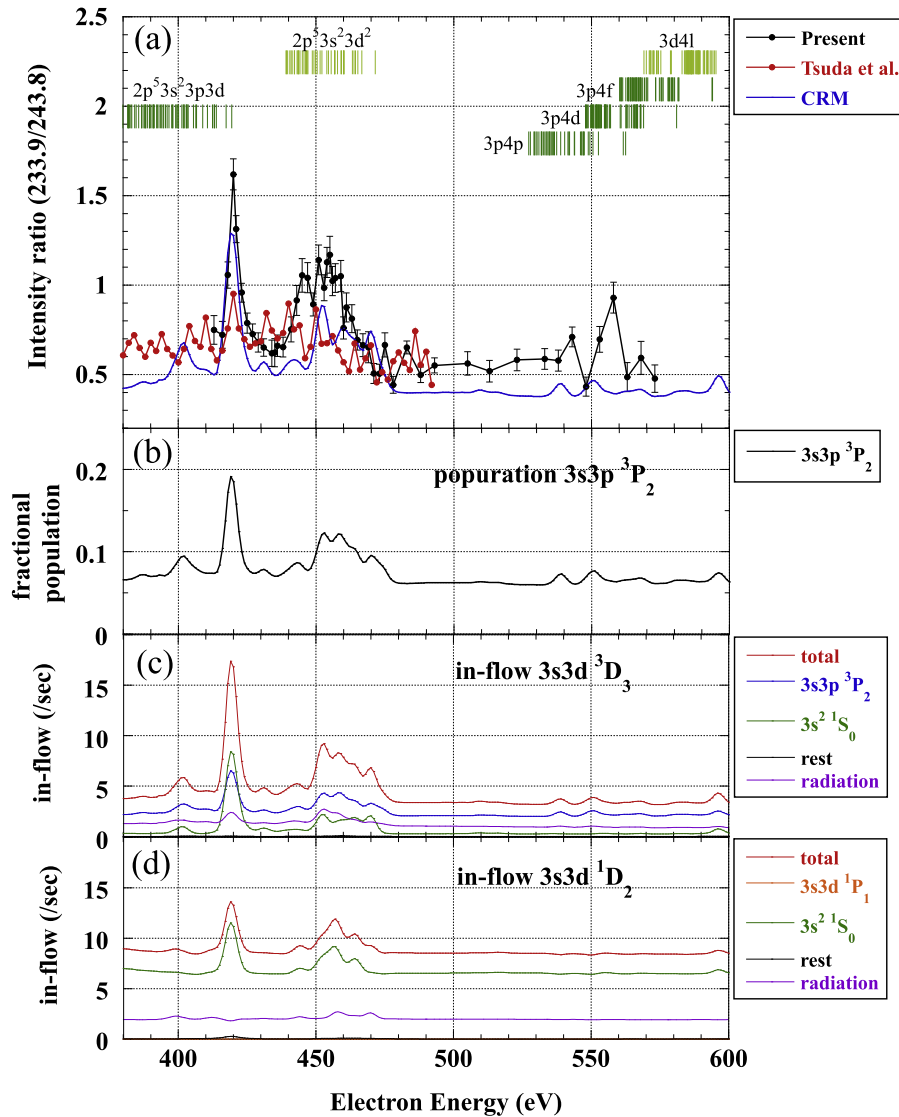 (a)
2.5
2
1.5
1
0.5
Intensity ratio (233.9/243.8)
2p⁵3s²3p3d
2p⁵3s²3d²
3p4p
3p4d
3p4f
3d4l
Present
Tsuda et al.
CRM
(b)
0.2
0.1
0
fractional
population
popuration 3s3p ³P₂
3s3p ³P₂
(c)
15
10
5
0
in-flow (/sec)
in-flow 3s3d ³D₃
total
3s3p ³P₂
3s² ¹S₀
rest
radiation
(d)
15
10
5
0
in-flow (/sec)
in-flow 3s3d ¹D₂
total
3s3d ¹P₁
3s² ¹S₀
rest
radiation
400
450
500
550
600
Electron Energy (eV)